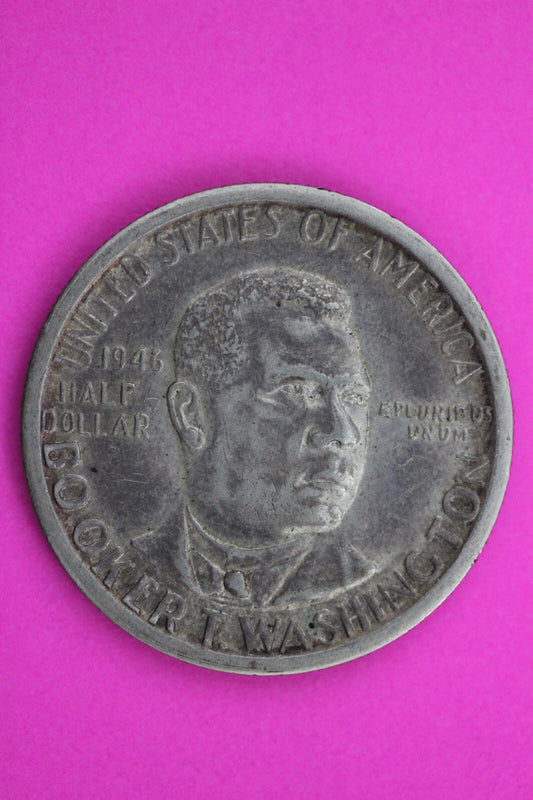 UNITED STATES OF AMERICA
1946
HALF-
DOLLAR
E PLURIBUS
UNUM
BOOKER T. WASHINGTON